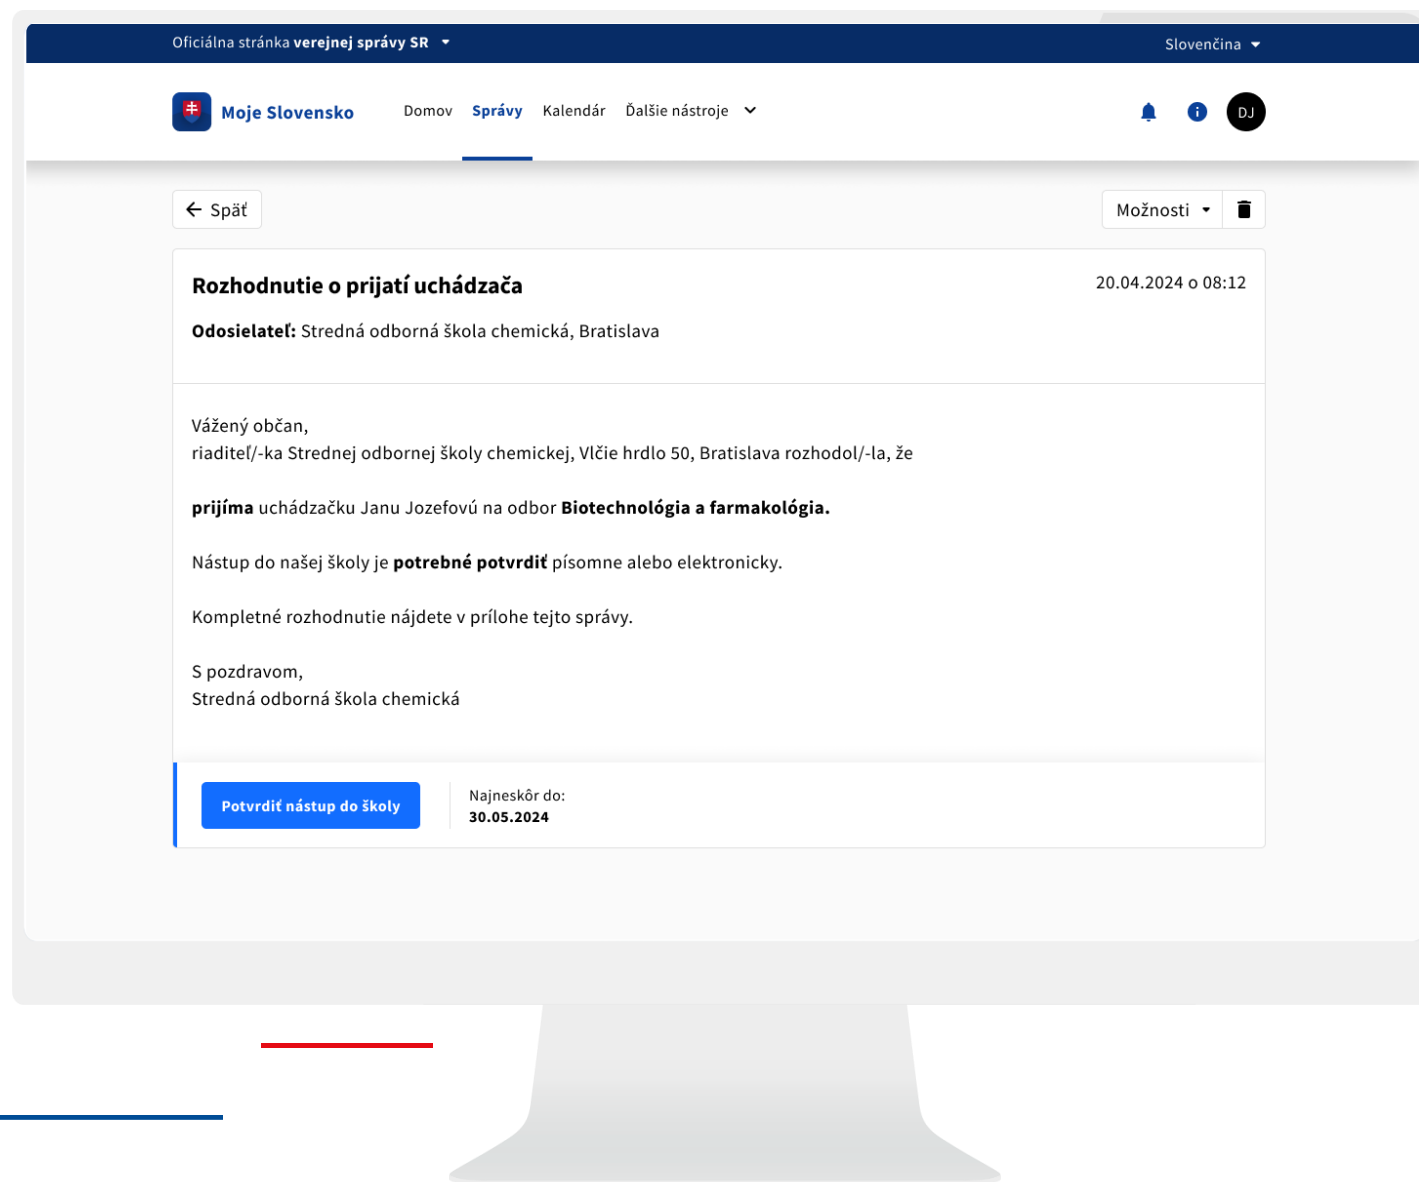 Oficiálna stránka verejnej správy SR
Slovenčina
Moje Slovensko
Domov
Správy
Kalendár
Ďalšie nástroje
DJ
Späť
Možnosti
Rozhodnutie o prijatí uchádzača
20.04.2024 o 08:12
Odosielateľ: Stredná odborná škola chemická, Bratislava
Vážený občan,
riaditeľ/-ka Strednej odbornej školy chemickej, Vlčie hrdlo 50, Bratislava rozhodol/-la, že
prijíma uchádzačku Janu Jozefovú na odbor Biotechnológia a farmakológia.
Nástup do našej školy je potrebné potvrdiť písomne alebo elektronicky.
Kompletné rozhodnutie nájdete v prílohe tejto správy.
S pozdravom,
Stredná odborná škola chemická
Potvrdiť nástup do školy
Najneskôr do:
30.05.2024